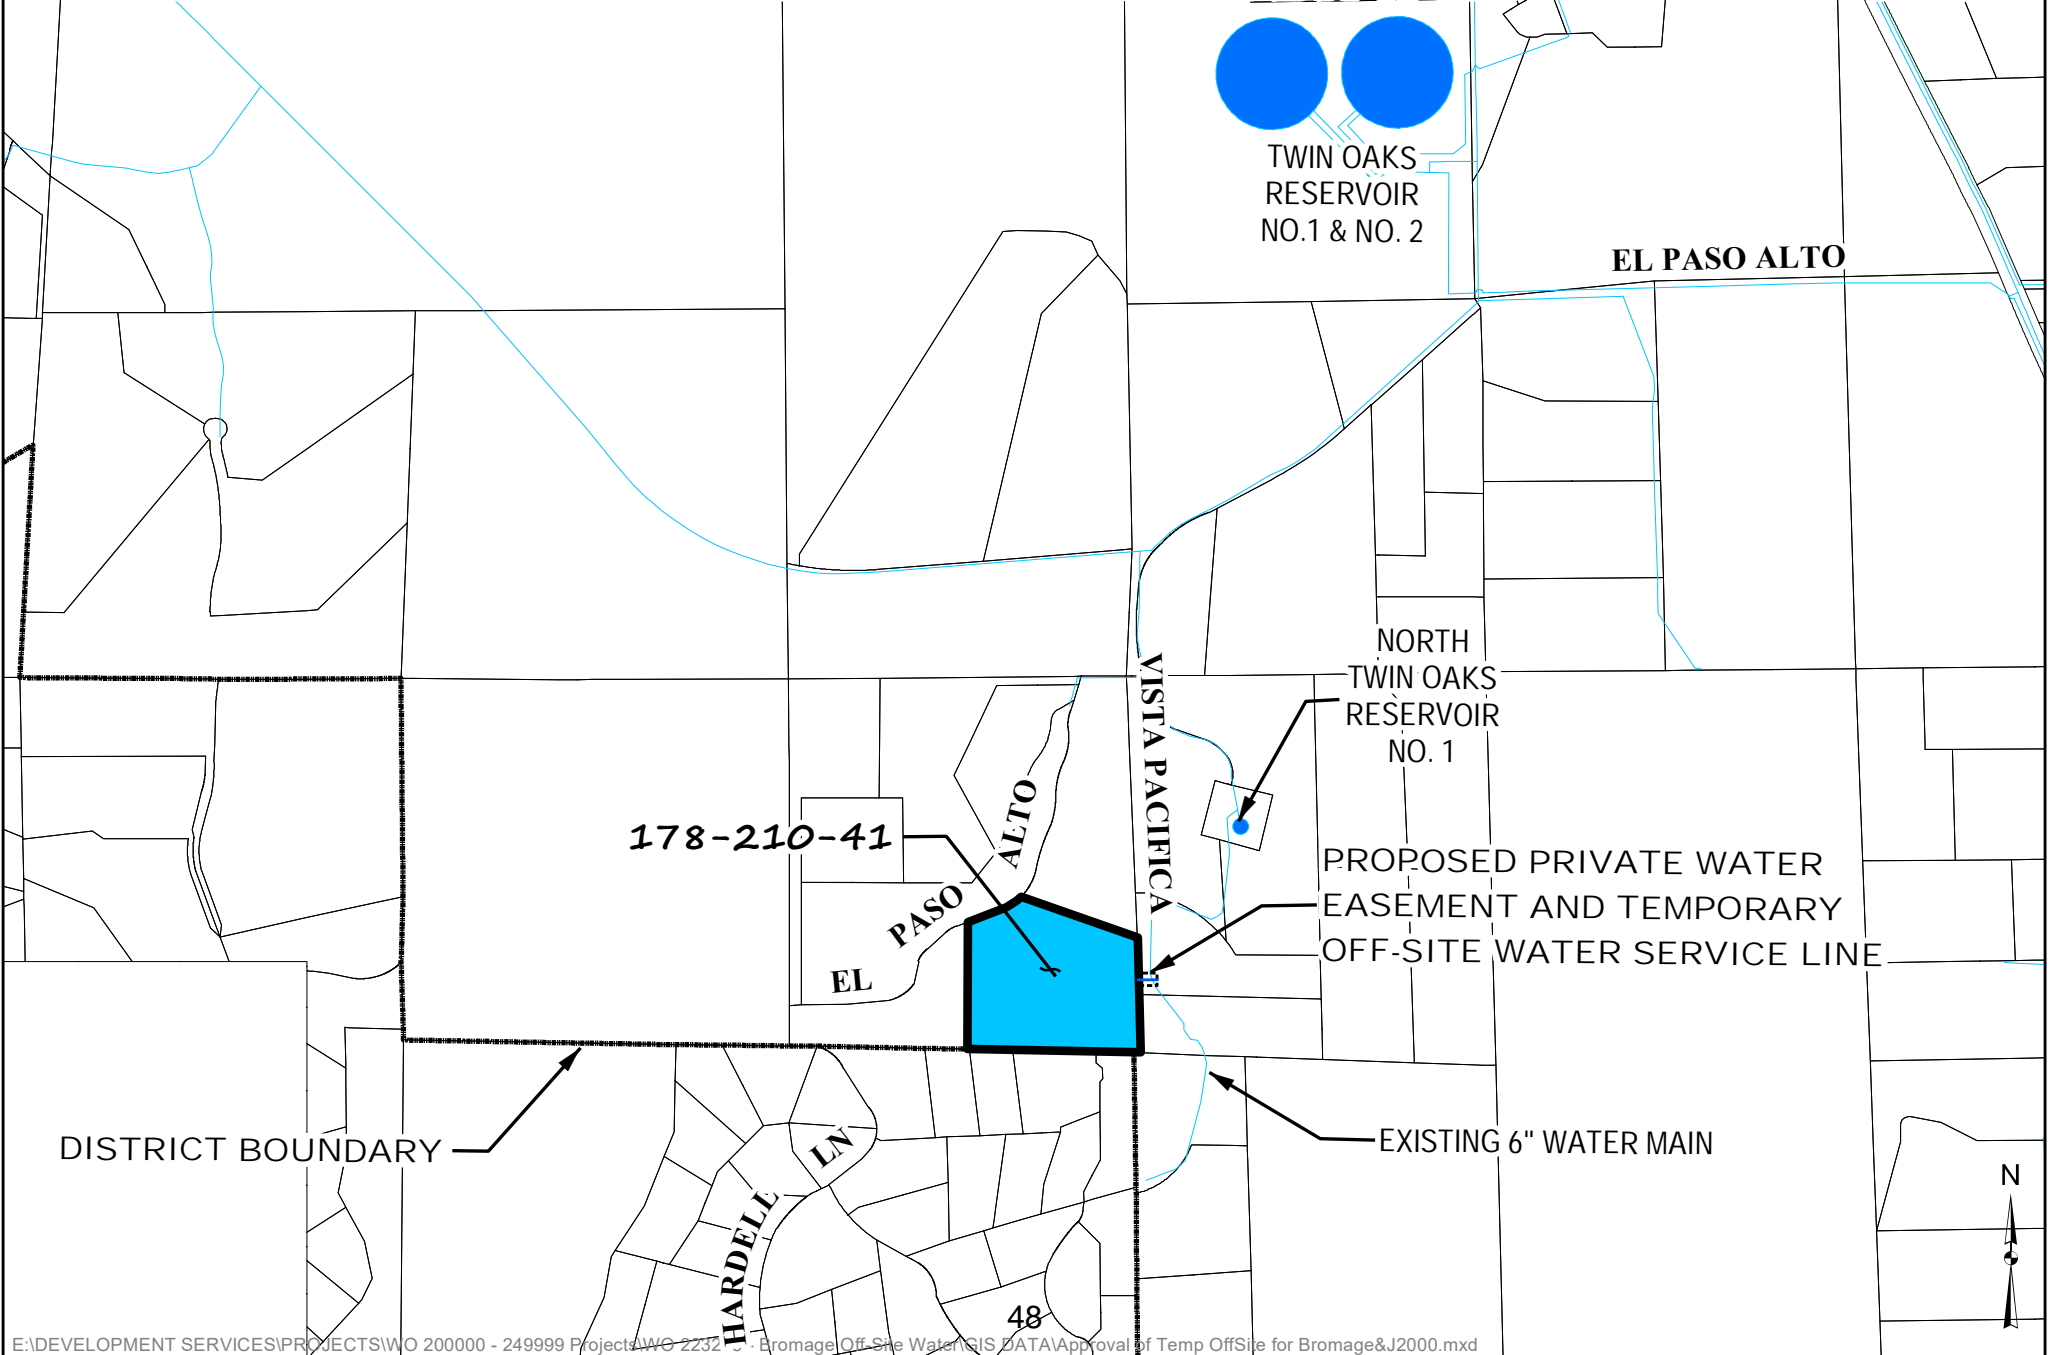 TWIN OAKS
RESERVOIR
NO.1 & NO. 2
EL PASO ALTO
NORTH
TWIN OAKS
RESERVOIR
NO. 1
VISTA PACIFICA
178-210-41
EL PASO ALTO
PROPOSED PRIVATE WATER
EASEMENT AND TEMPORARY
OFF-SITE WATER SERVICE LINE
DISTRICT BOUNDARY
EXISTING 6" WATER MAIN
HARDELL LN
N
48
E:\DEVELOPMENT SERVICES\PROJECTS\WO 200000 - 249999 Projects\WO 2232 - Bromage Off-Site Water\GIS DATA\Approval of Temp OffSite for Bromage&J2000.mxd